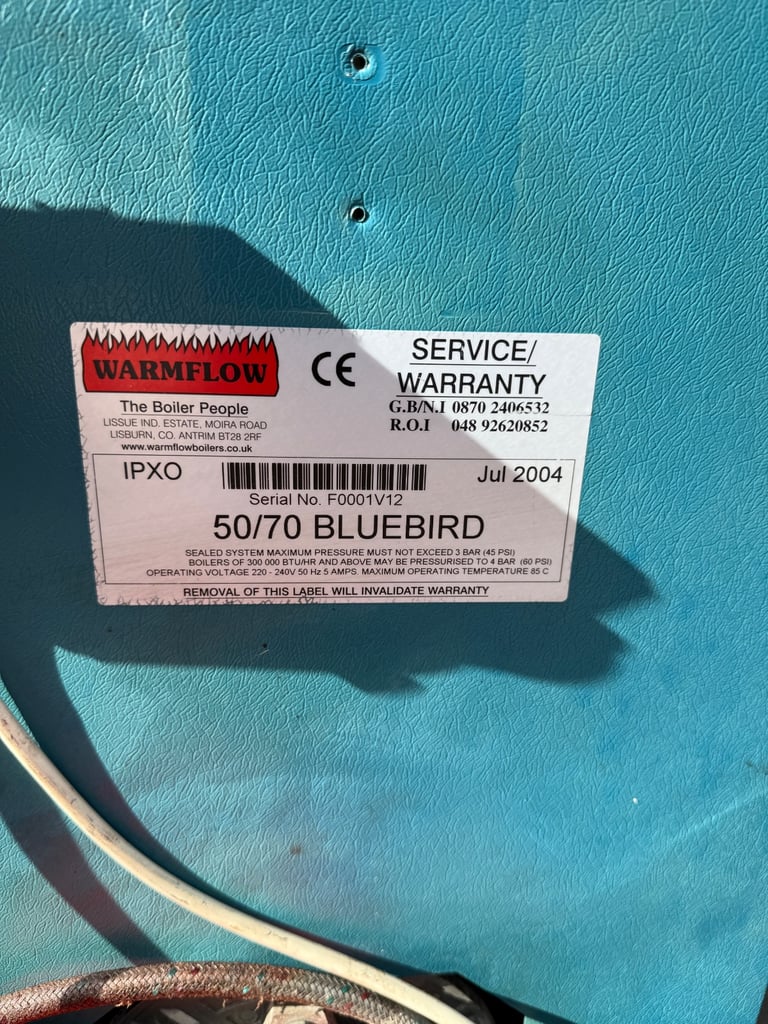 WARMFLOW
The Boiler People
LISSUE IND. ESTATE, MOIRA ROAD
LISBURN, CO. ANTRIM BT28 2RF
www.warmflowboilers.co.uk
CE
SERVICE/
WARRANTY
G.B/N.I 0870 2406532
R.O.I 048 92620852
IPXO
Jul 2004
Serial No. F0001V12
50/70 BLUEBIRD
SEALED SYSTEM MAXIMUM PRESSURE MUST NOT EXCEED 3 BAR (45 PSI)
BOILERS OF 300 000 BTU/HR AND ABOVE MAY BE PRESSURISED TO 4 BAR (60 PSI)
OPERATING VOLTAGE 220 - 240V 50 Hz 5 AMPS. MAXIMUM OPERATING TEMPERATURE 85 C
REMOVAL OF THIS LABEL WILL INVALIDATE WARRANTY